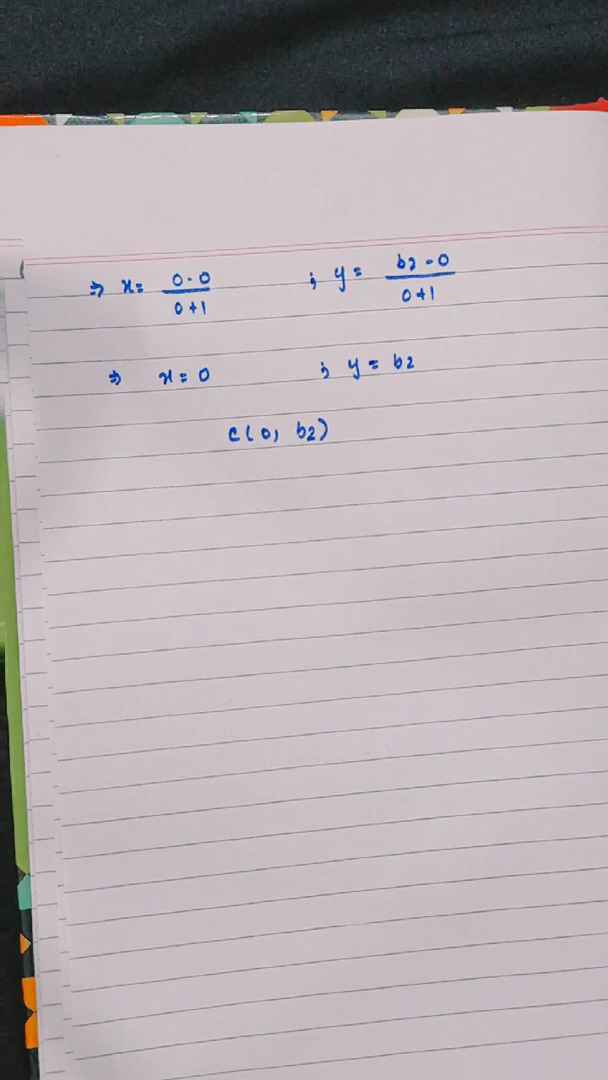 ⇒ x = 0-0 / 0+1 ; y = b2-0 / 0+1
⇒ x = 0 ; y = b2
C(0, b2)